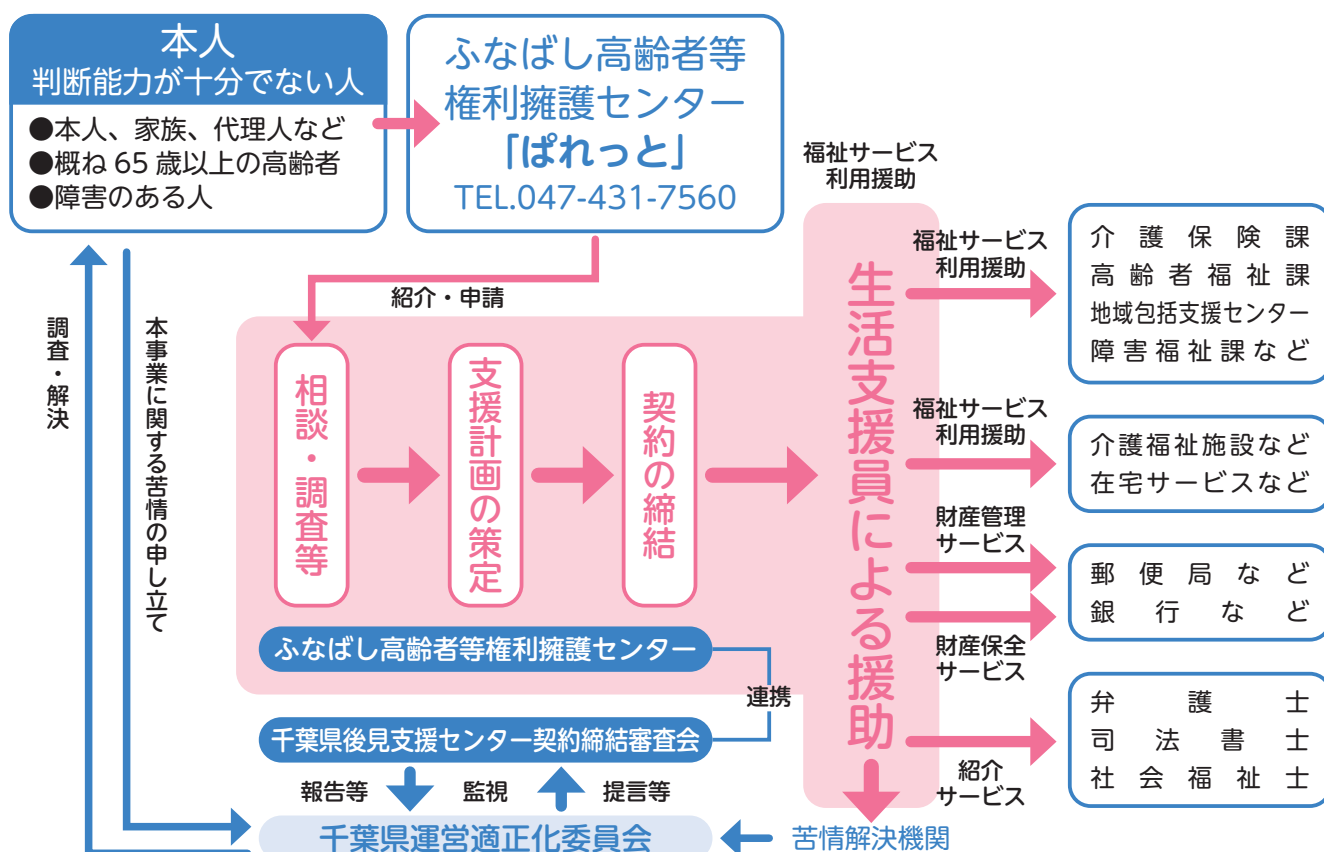 本人
判断能力が十分でない人
●本人、家族、代理人など
●概ね 65 歳以上の高齢者
●障害のある人
ふなばし高齢者等
権利擁護センター
「ぱれっと」
TEL.047-431-7560
福祉サービス
利用援助
紹介・申請
調査・解決
本事業に関する苦情の申し立て
相談・調査等
支援計画の策定
契約の締結
生活支援員による援助
福祉サービス
利用援助
介護保険課
高齢者福祉課
地域包括支援センター
障害福祉課など
福祉サービス
利用援助
介護福祉施設など
在宅サービスなど
財産管理
サービス
郵便局など
銀行など
財産保全
サービス
弁護士
司法書士
社会福祉士
紹介
サービス
ふなばし高齢者等権利擁護センター
連携
千葉県後見支援センター契約締結審査会
報告等
監視
提言等
千葉県運営適正化委員会
苦情解決機関